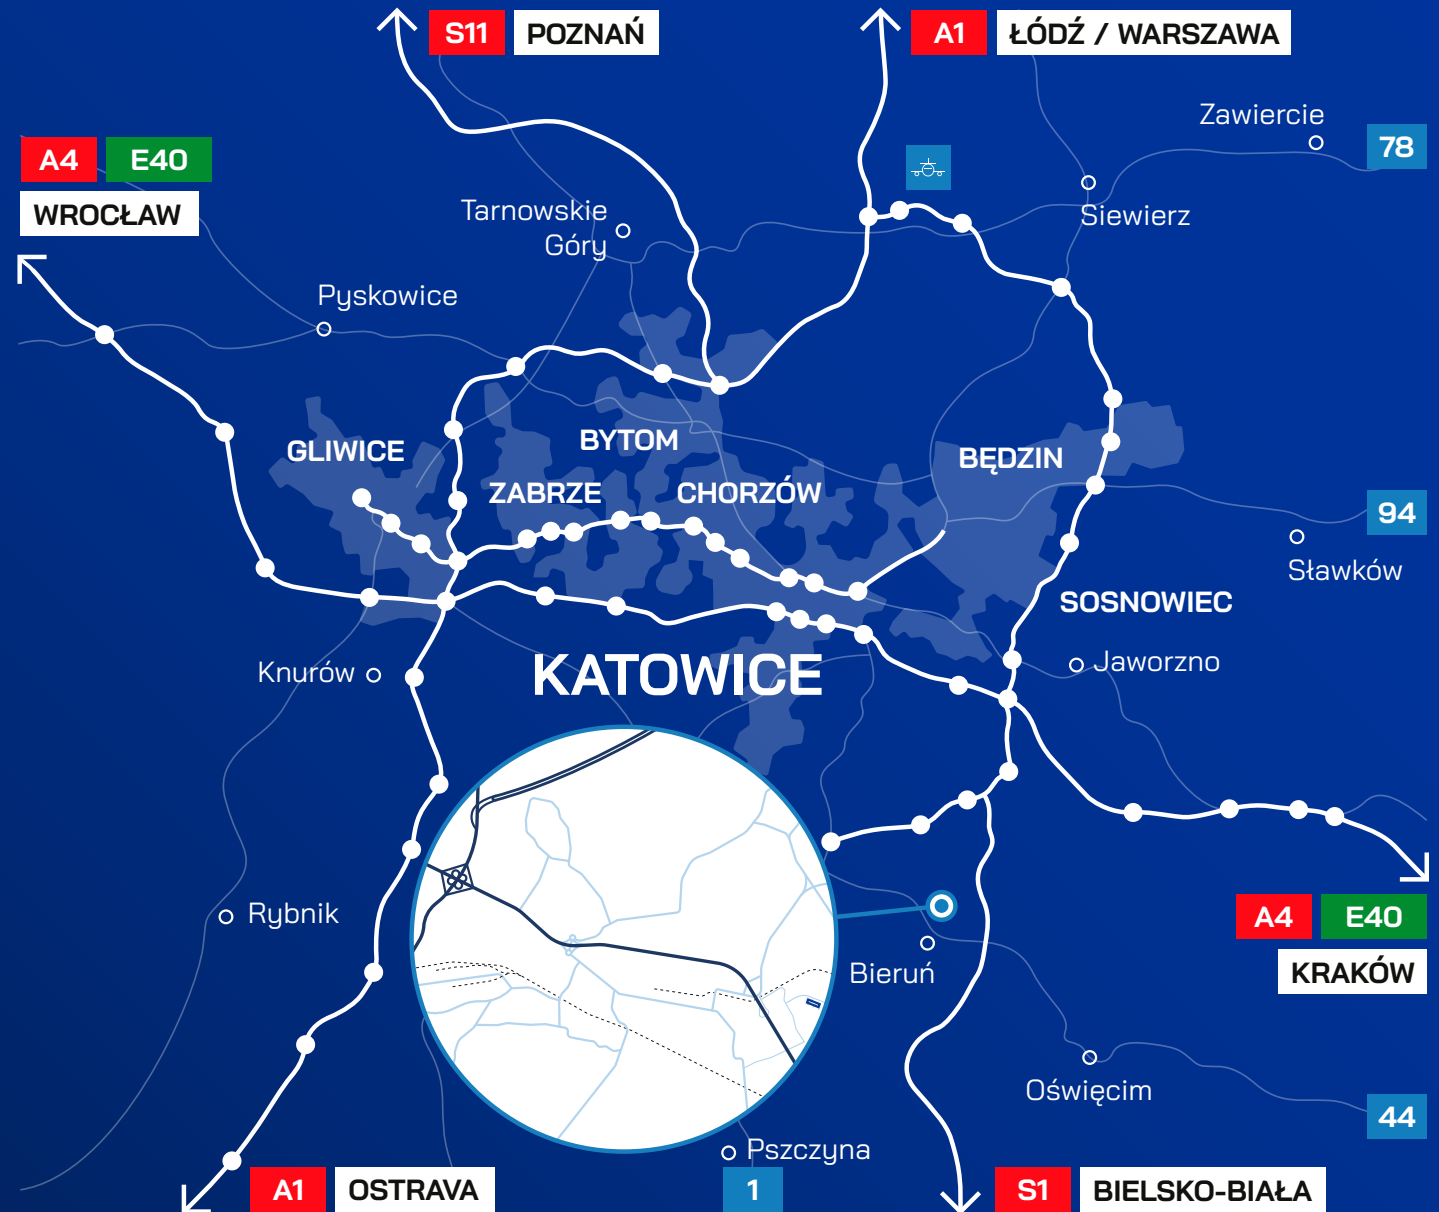 S11 POZNAŃ
A1 ŁÓDŹ / WARSZAWA
Zawiercie
78
A4 E40
WROCŁAW
Tarnowskie
Góry
Siewierz
Pyskowice
GLIWICE
BYTOM
BĘDZIN
ZABRZE
CHORZÓW
94
Sławków
SOSNOWIEC
KATOWICE
Knurów
Jaworzno
Rybnik
A4 E40
KRAKÓW
Bieruń
Oświęcim
44
Pszczyna
A1 OSTRAVA
1
S1 BIELSKO-BIAŁA